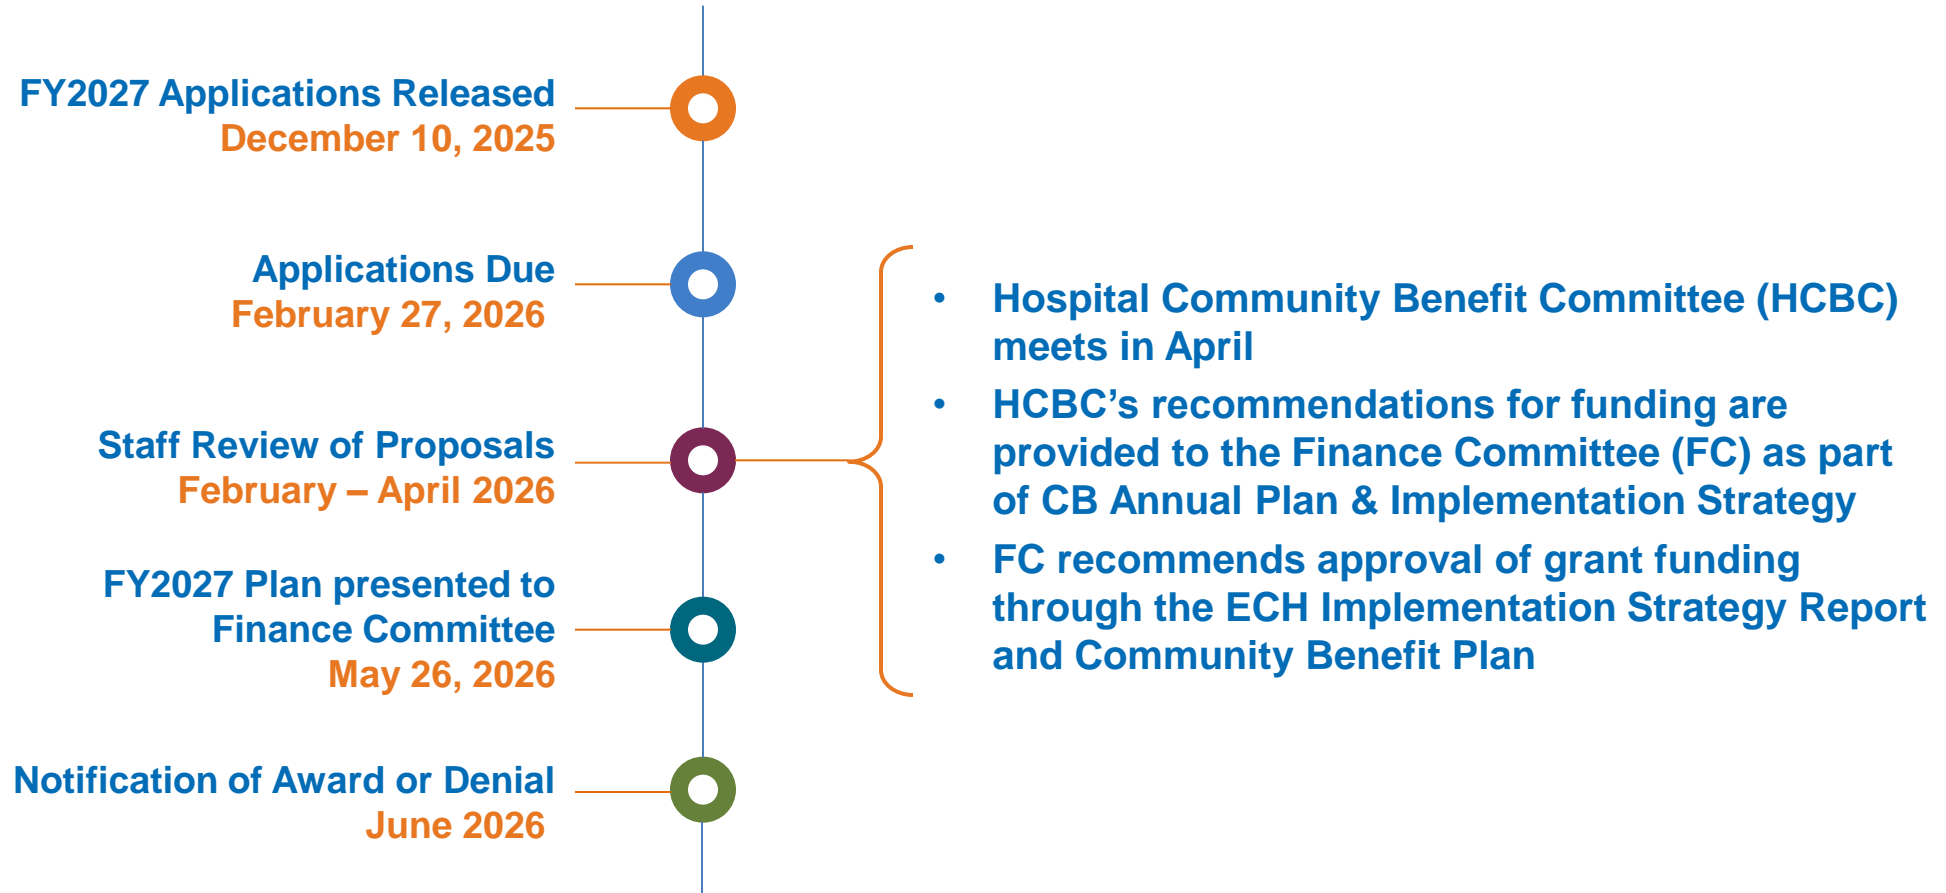 FY2027 Applications Released
December 10, 2025
Applications Due
February 27, 2026
Staff Review of Proposals
February – April 2026
FY2027 Plan presented to
Finance Committee
May 26, 2026
Notification of Award or Denial
June 2026
• Hospital Community Benefit Committee (HCBC)
meets in April
• HCBC’s recommendations for funding are
provided to the Finance Committee (FC) as part
of CB Annual Plan & Implementation Strategy
• FC recommends approval of grant funding
through the ECH Implementation Strategy Report
and Community Benefit Plan